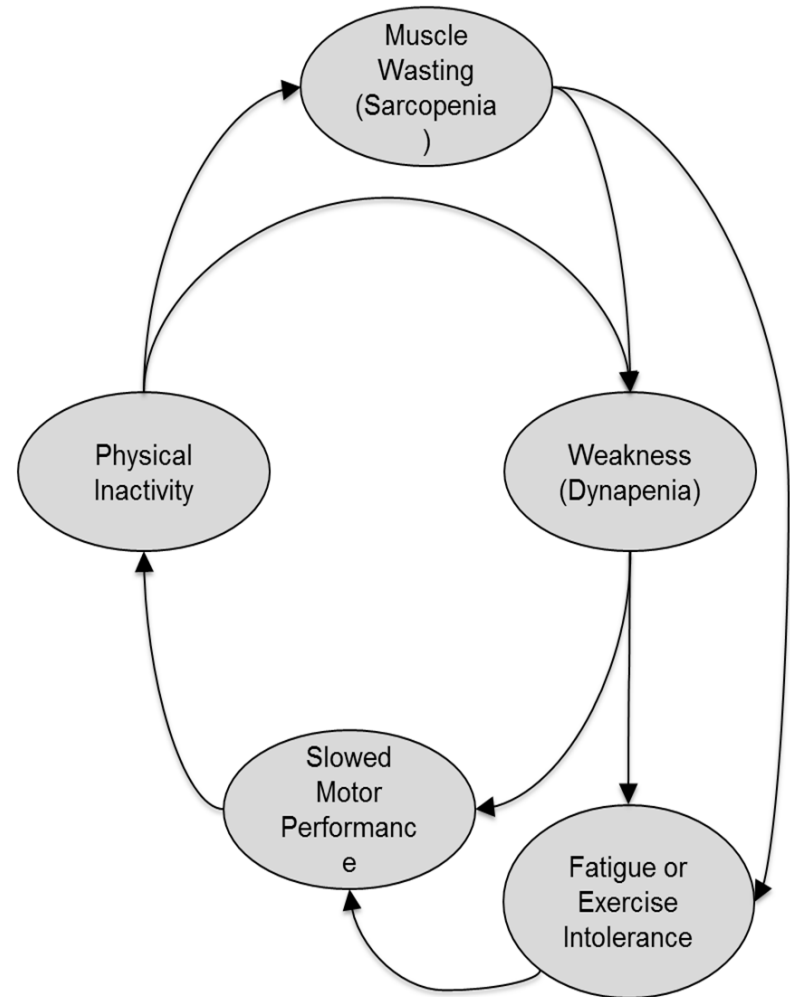 Muscle
Wasting
(Sarcopenia
)
Physical
Inactivity
Weakness
(Dynapenia)
Slowed
Motor
Performanc
e
Fatigue or
Exercise
Intolerance